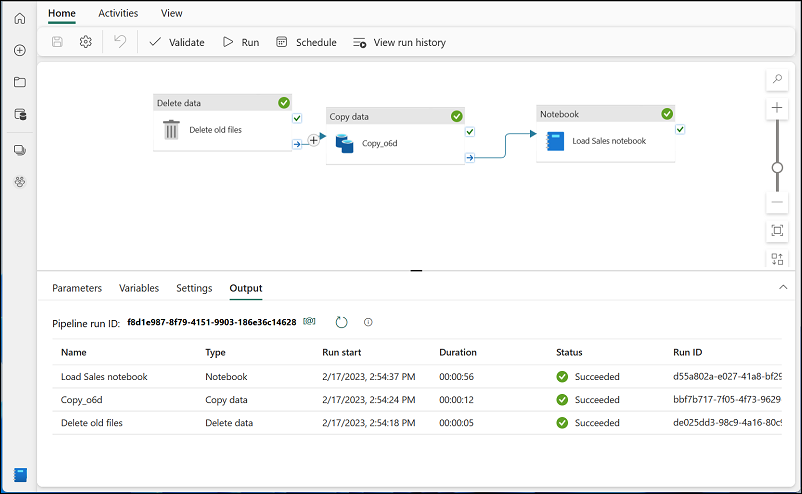 Home Activities View
Validate Run Schedule View run history
Delete data
Delete old files
Copy data
Copy_o6d
Notebook
Load Sales notebook
Parameters Variables Settings Output
Pipeline run ID: f8d1e987-8f79-4151-9903-186e36c14628
Name Type Run start Duration Status Run ID
Load Sales notebook Notebook 2/17/2023, 2:54:37 PM 00:00:56 Succeeded d55a802a-e027-41a8-bf29
Copy_o6d Copy data 2/17/2023, 2:54:24 PM 00:00:12 Succeeded bbf7b717-7f05-4f73-9629
Delete old files Delete data 2/17/2023, 2:54:18 PM 00:00:05 Succeeded de025dd3-98c9-4a16-80c9